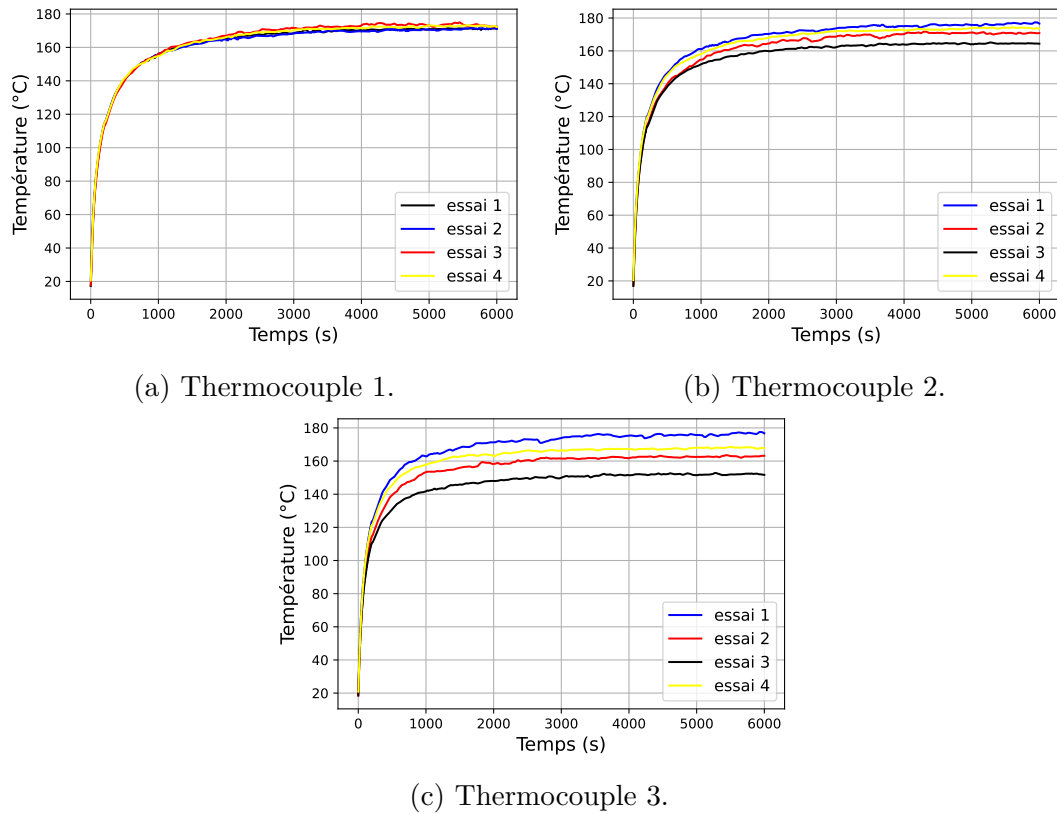 180
160
140
120
100
80
60
40
20
Température (°C)
0 1000 2000 3000 4000 5000 6000
Temps (s)
essai 1
essai 2
essai 3
essai 4
(a) Thermocouple 1.
180
160
140
120
100
80
60
40
20
Température (°C)
0 1000 2000 3000 4000 5000 6000
Temps (s)
essai 1
essai 2
essai 3
essai 4
(b) Thermocouple 2.
180
160
140
120
100
80
60
40
20
Température (°C)
0 1000 2000 3000 4000 5000 6000
Temps (s)
essai 1
essai 2
essai 3
essai 4
(c) Thermocouple 3.